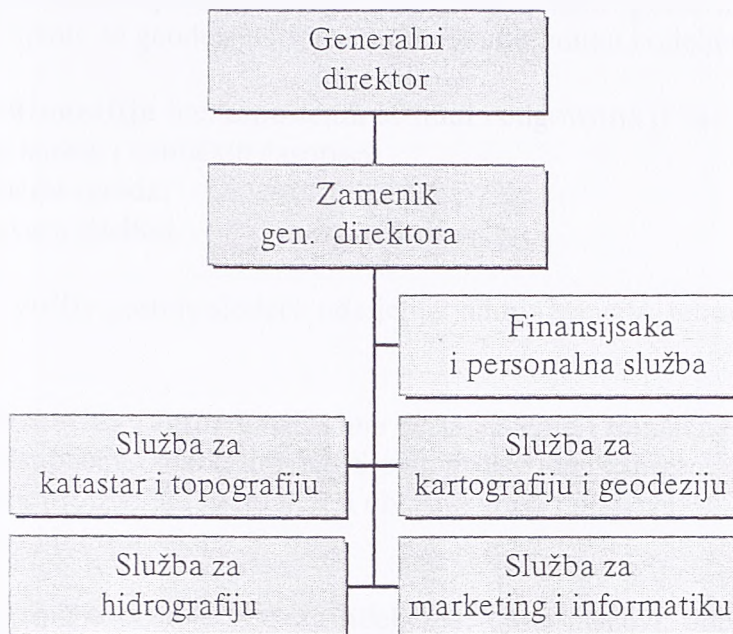 Generalni
direktor
Zamenik
gen. direktora
Finansijsaka
i personalna služba
Služba za
katastar i topografiju
Služba za
kartografiju i geodeziju
Služba za
hidrografiju
Služba za
marketing i informatiku